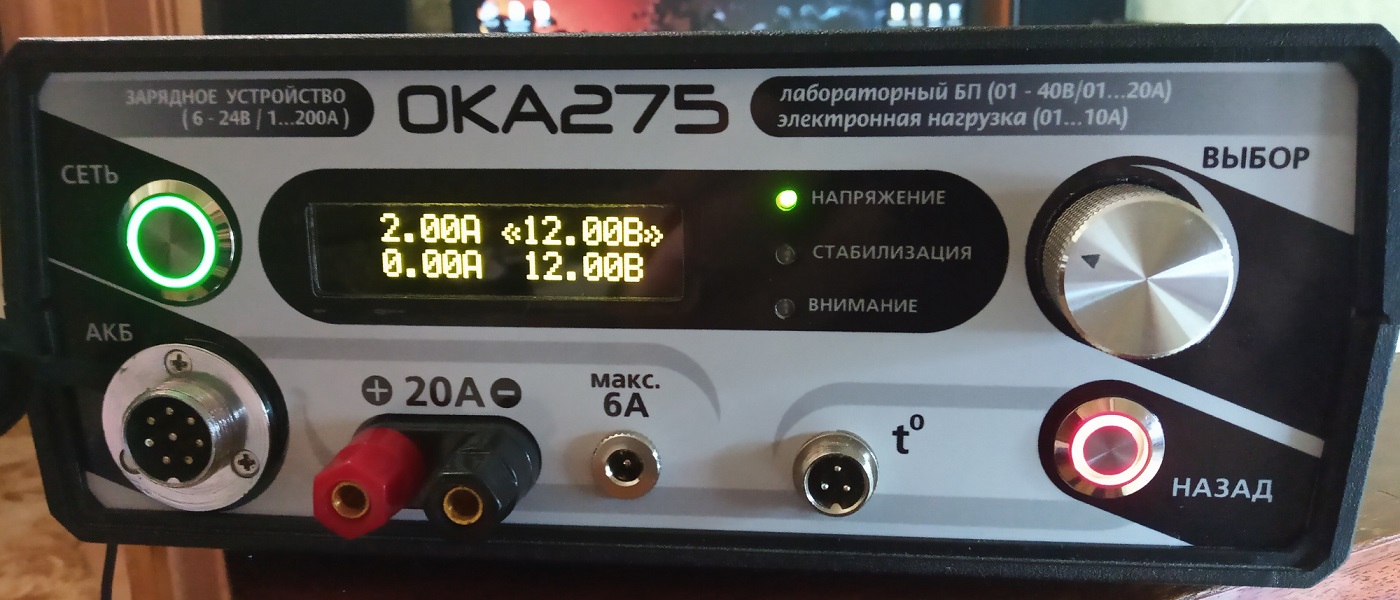 ЗАРЯДНОЕ УСТРОЙСТВО
( 6 - 24В / 1...200А )
ОКА275
лабораторный БП (01 - 40В/01...20А)
электронная нагрузка (01...10А)
СЕТЬ
ВЫБОР
2.00А «12.00В»
0.00А 12.00В
НАПРЯЖЕНИЕ
СТАБИЛИЗАЦИЯ
ВНИМАНИЕ
АКБ
+ 20А -
макс.
6А
t°
НАЗАД